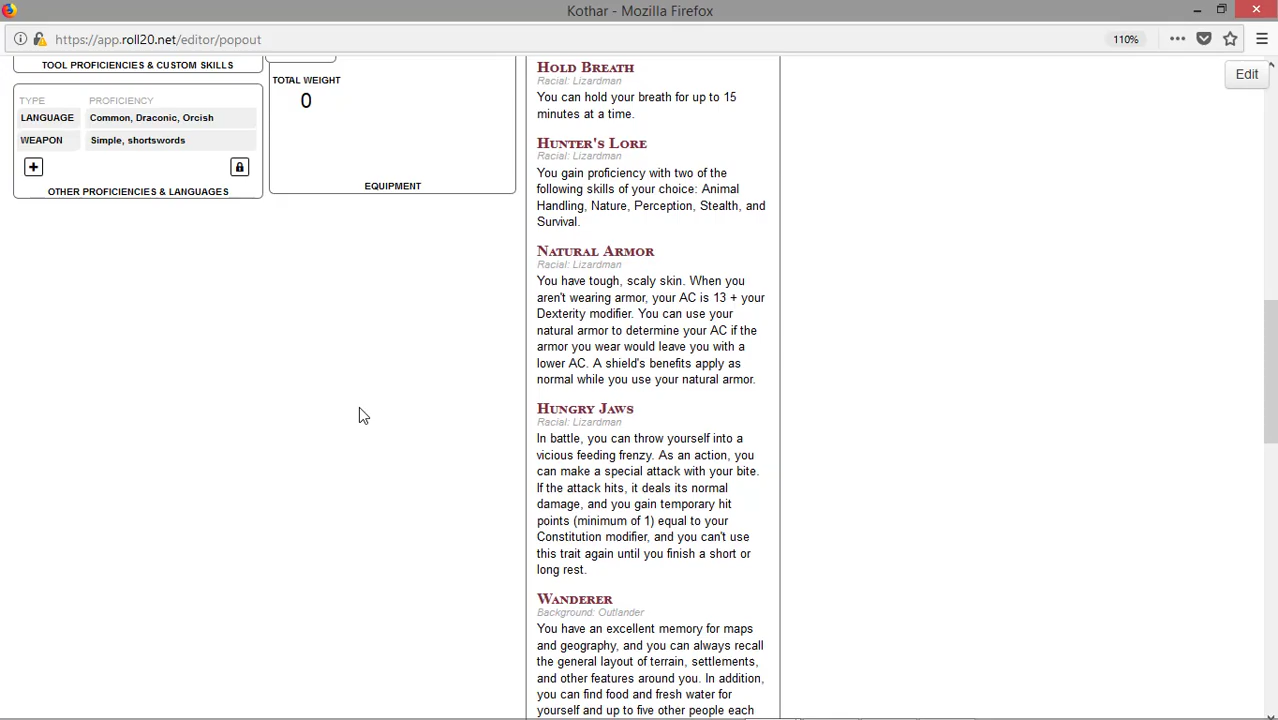 Kothar - Mozilla Firefox
https://app.roll20.net/editor/popout
110%
Edit
TOOL PROFICIENCIES & CUSTOM SKILLS
TYPE PROFICIENCY
LANGUAGE Common, Draconic, Orcish
WEAPON Simple, shortswords
OTHER PROFICIENCIES & LANGUAGES
TOTAL WEIGHT
0
EQUIPMENT
HOLD BREATH
Racial: Lizardman
You can hold your breath for up to 15
minutes at a time.
HUNTER'S LORE
Racial: Lizardman
You gain proficiency with two of the
following skills of your choice: Animal
Handling, Nature, Perception, Stealth, and
Survival.
NATURAL ARMOR
Racial: Lizardman
You have tough, scaly skin. When you
aren't wearing armor, your AC is 13 + your
Dexterity modifier. You can use your
natural armor to determine your AC if the
armor you wear would leave you with a
lower AC. A shield's benefits apply as
normal while you use your natural armor.
HUNGRY JAWS
Racial: Lizardman
In battle, you can throw yourself into a
vicious feeding frenzy. As an action, you
can make a special attack with your bite.
If the attack hits, it deals its normal
damage, and you gain temporary hit
points (minimum of 1) equal to your
Constitution modifier, and you can't use
this trait again until you finish a short or
long rest.
WANDERER
Background: Outlander
You have an excellent memory for maps
and geography, and you can always recall
the general layout of terrain, settlements,
and other features around you. In addition,
you can find food and fresh water for
yourself and up to five other people each